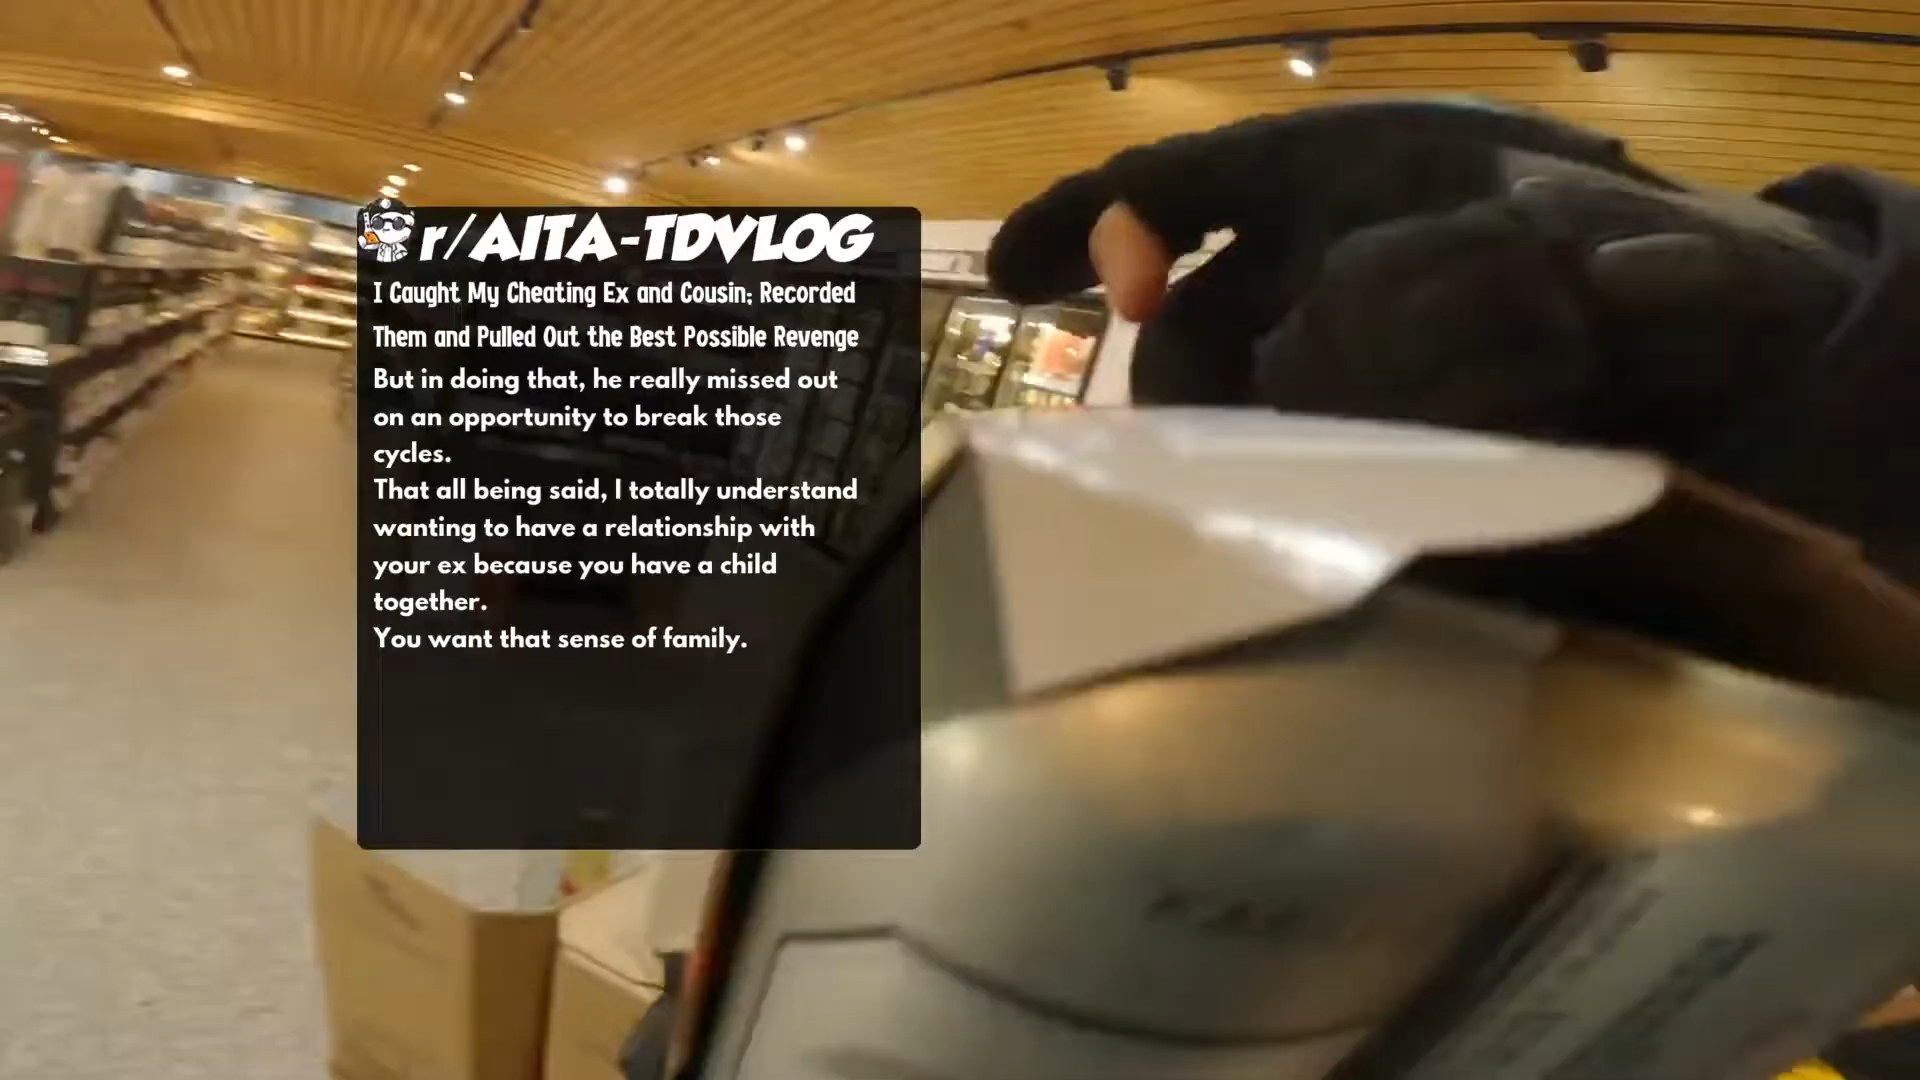 r/AITA-TDVLOG
I Caught My Cheating Ex and Cousin; Recorded
Them and Pulled Out the Best Possible Revenge
But in doing that, he really missed out
on an opportunity to break those
cycles.
That all being said, I totally understand
wanting to have a relationship with
your ex because you have a child
together.
You want that sense of family.